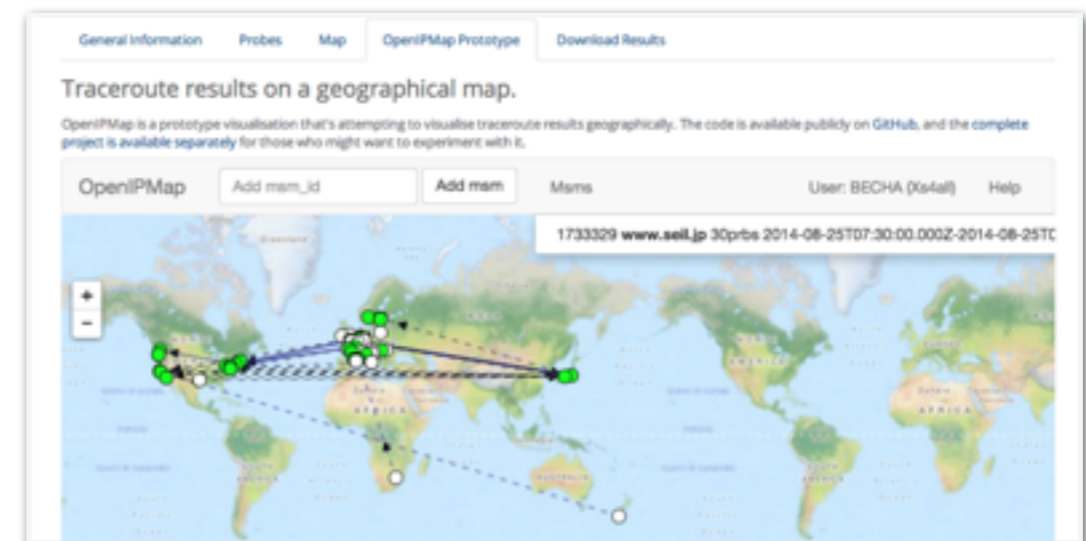 General Information Probes Map OpenIPMap Prototype Download Results
Traceroute results on a geographical map.
OpenIPMap is a prototype visualisation that's attempting to visualise traceroute results geographically. The code is available publicly on GitHub, and the complete
project is available separately for those who might want to experiment with it.
OpenIPMap Add msm_id Add msm Msms User: BECHA (Xs4all) Help
1733329 www.seil.jp 30prbs 2014-08-25T07:30:00.000Z-2014-08-25T0
+
−
AFRICA
AFRICA
AUSTRALIA